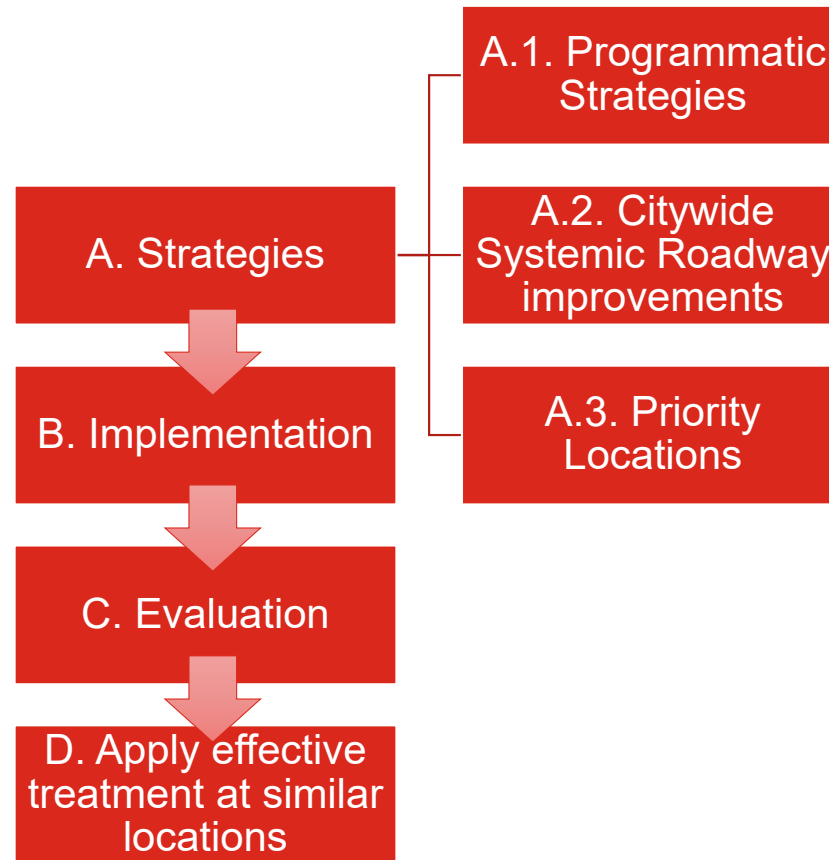 A. Strategies
A.1. Programmatic
Strategies
A.2. Citywide
Systemic Roadway
improvements
A.3. Priority
Locations
B. Implementation
C. Evaluation
D. Apply effective
treatment at similar
locations